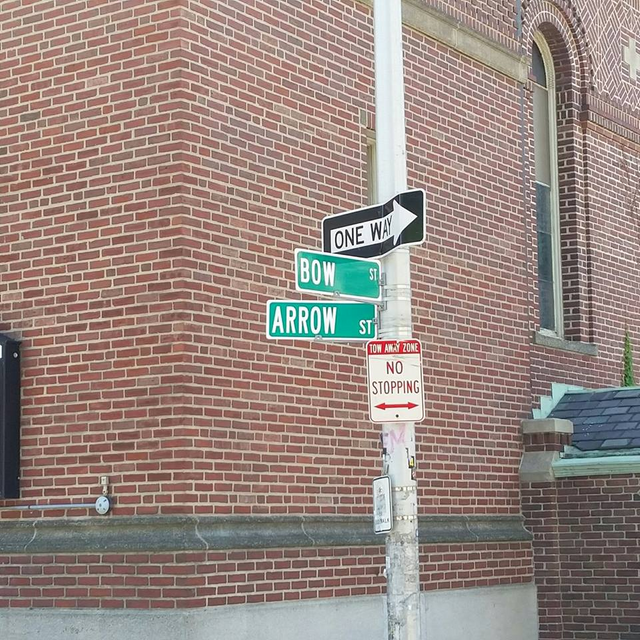 ONE WAY
BOW ST
ARROW ST
TOW AWAY ZONE
NO
STOPPING